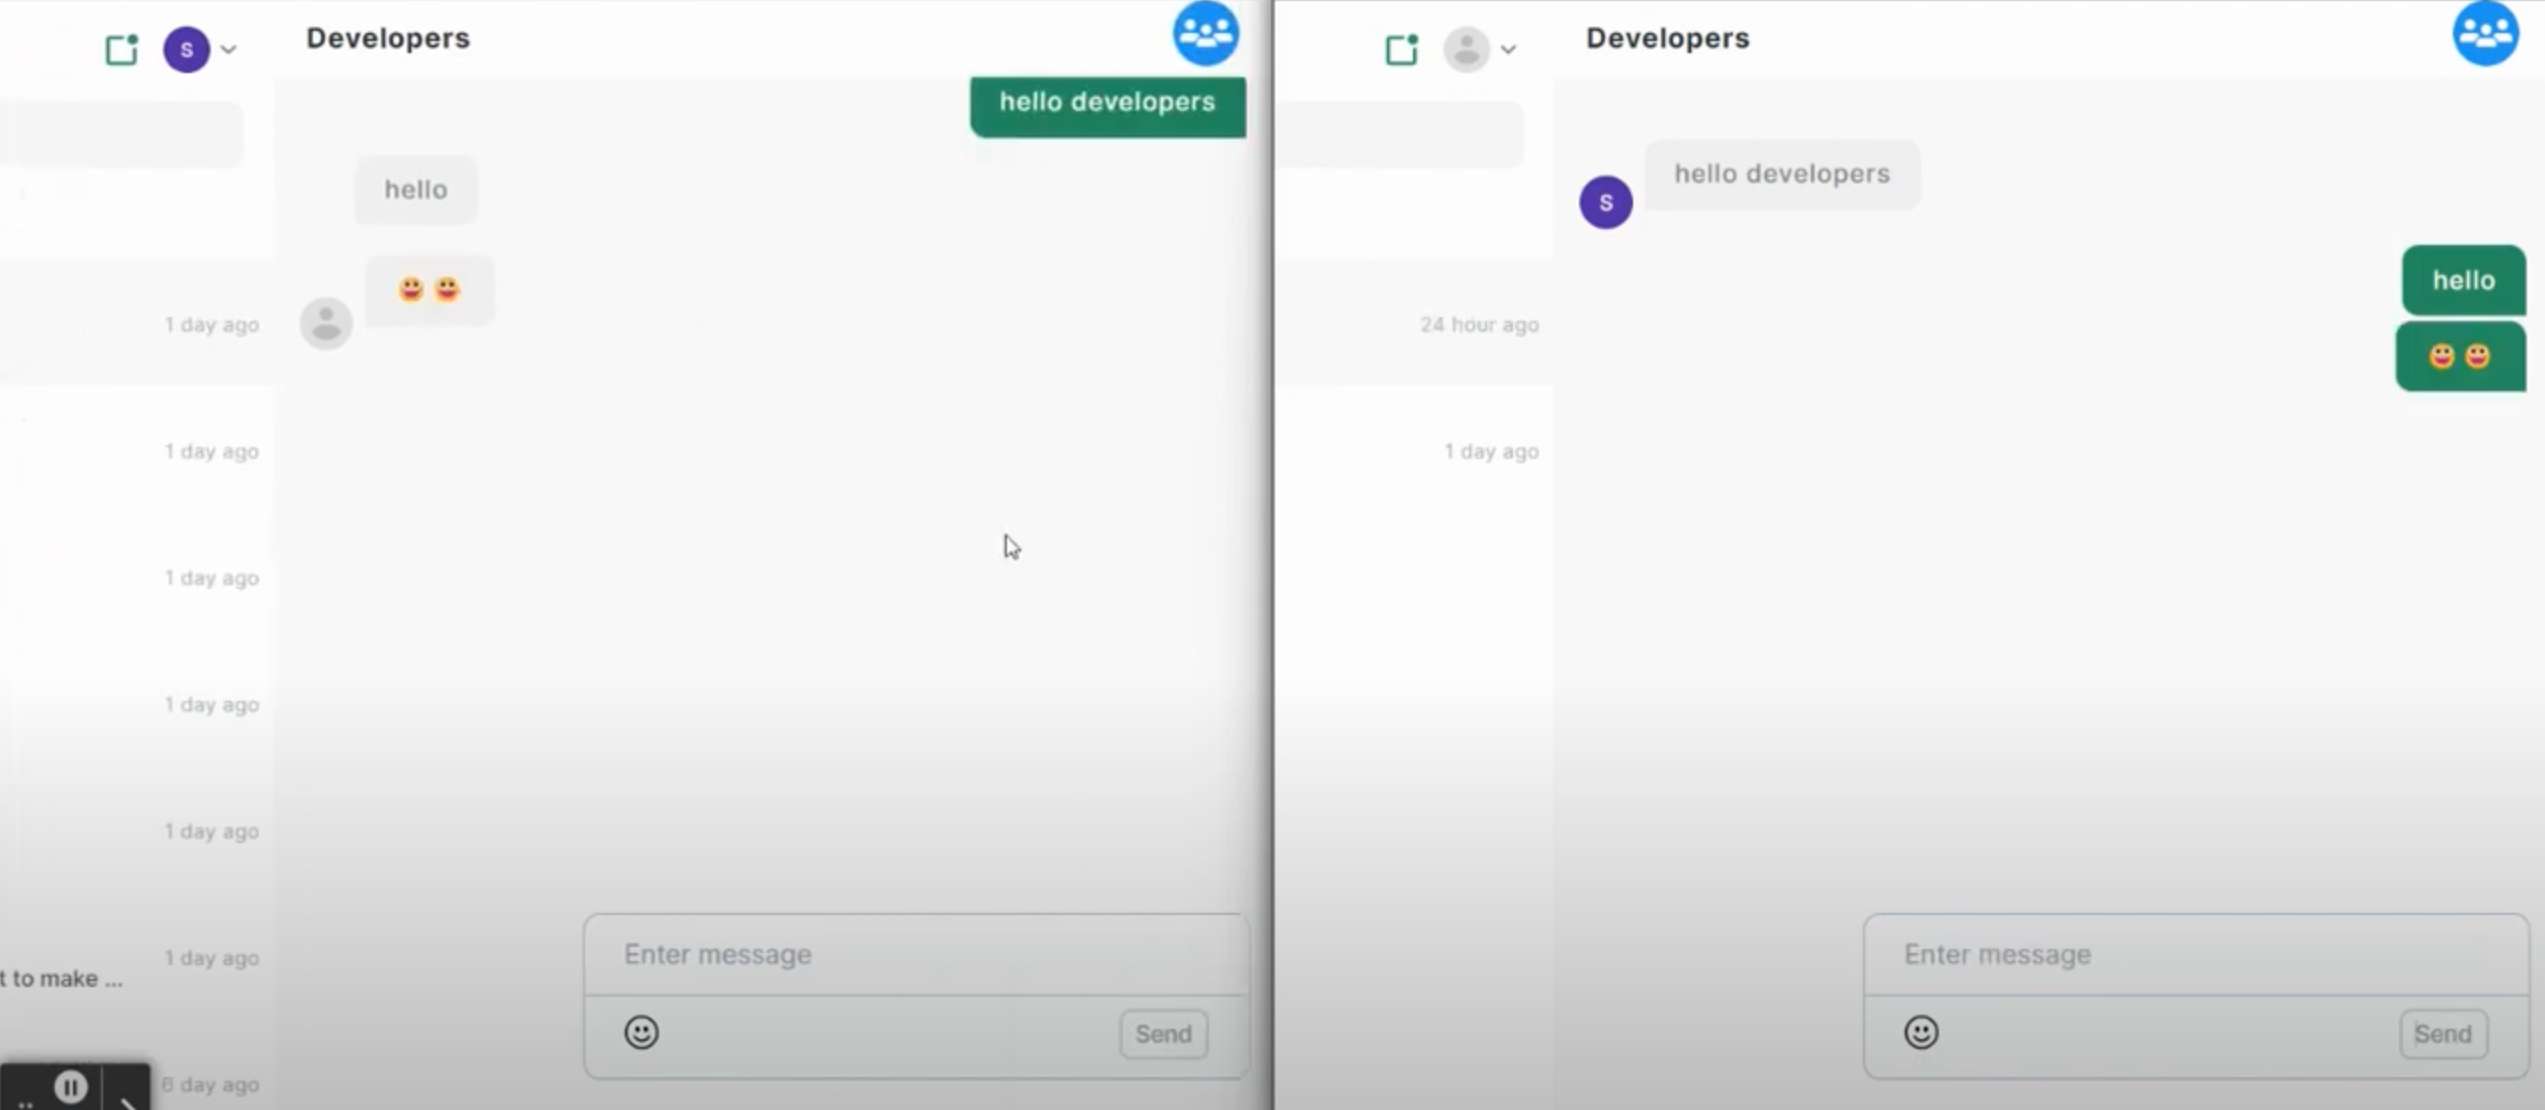 S
Developers
hello developers
hello
😀 😀
1 day ago
1 day ago
1 day ago
1 day ago
1 day ago
1 day ago
t to make ...
8 day ago
Enter message
Send
Developers
S
hello developers
hello
😀 😀
24 hour ago
1 day ago
Enter message
Send